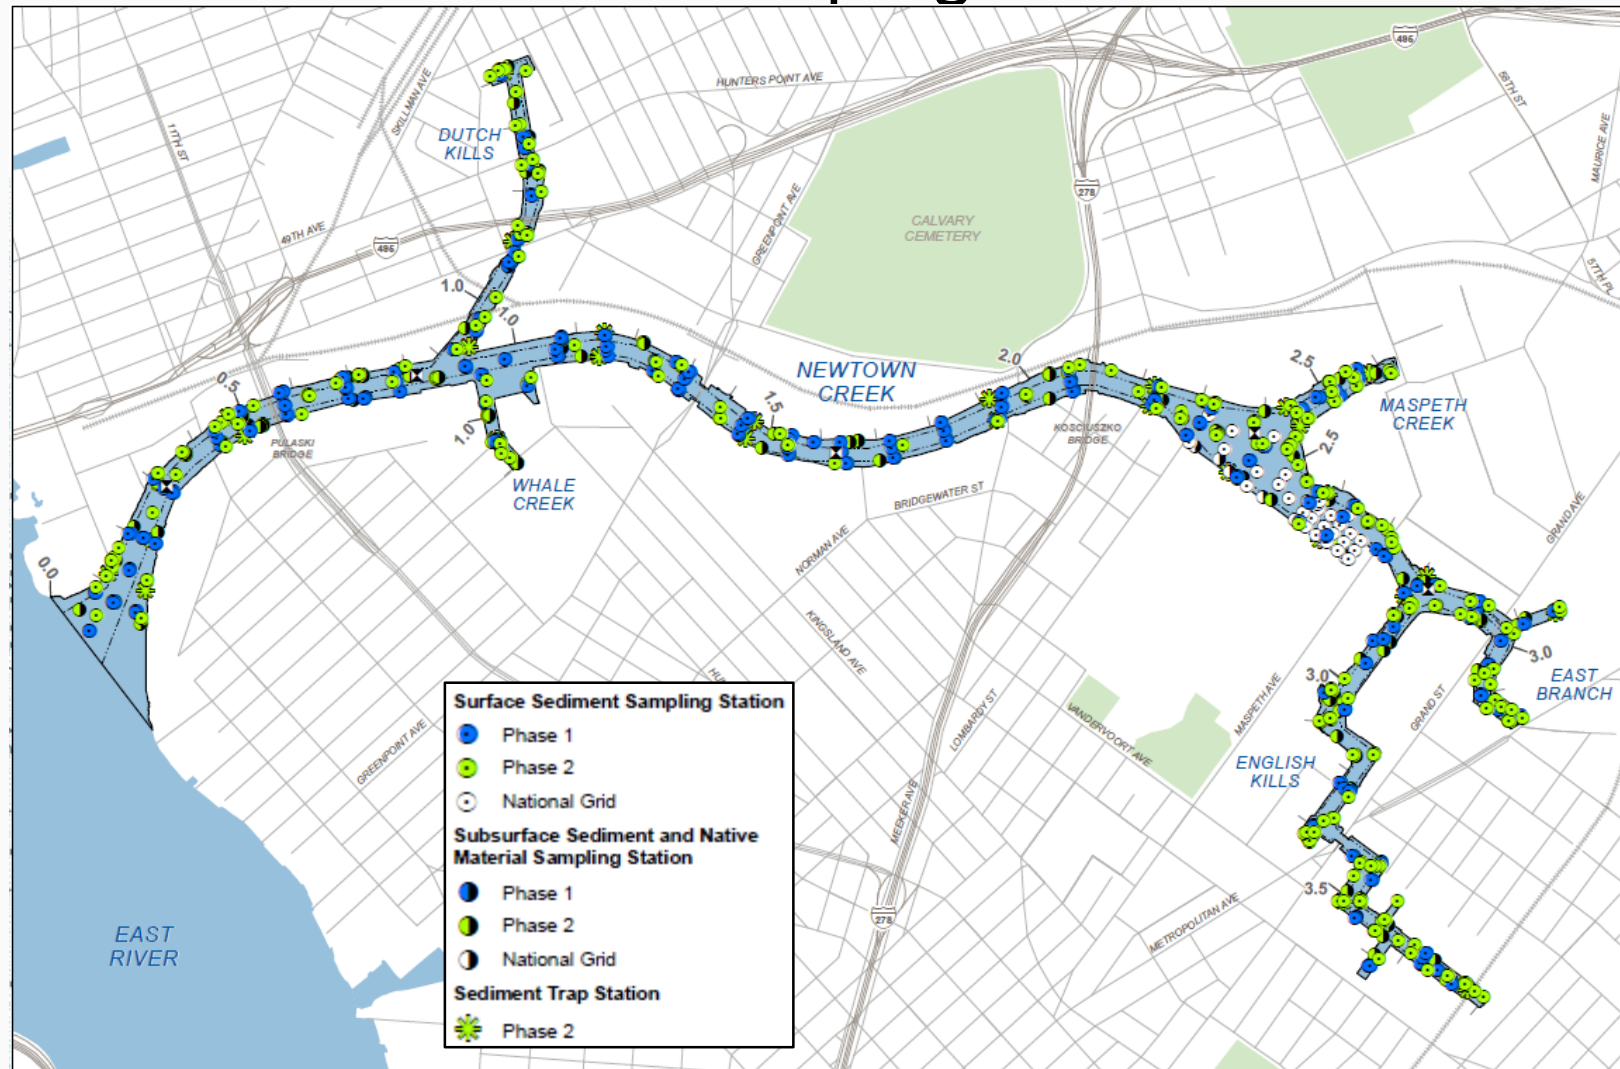 HUNTERS POINT AVE
495
SKILLMAN AVE
11TH ST
58TH ST
MAURICE AVE
DUTCH
KILLS
278
GREENPOINT AVE
CALVARY
CEMETERY
49TH AVE
495
57TH PL
1.0
1.0
0.5
2.0
2.5
NEWTOWN
CREEK
1.5
MASPETH
CREEK
2.5
PULASKI
BRIDGE
KOSCIUSZKO
BRIDGE
1.0
WHALE
CREEK
BRIDGEWATER ST
GRAND AVE
NORMAN AVE
0.0
KINGSLAND AVE
3.0
3.0
EAST
BRANCH
GREENPOINT AVE
LOMBARDY ST
VANDERVOORT AVE
MASPETH AVE
GRAND ST
ENGLISH
KILLS
MEEKER AVE
3.5
METROPOLITAN AVE
278
EAST
RIVER
Surface Sediment Sampling Station
Phase 1
Phase 2
National Grid
Subsurface Sediment and Native
Material Sampling Station
Phase 1
Phase 2
National Grid
Sediment Trap Station
Phase 2